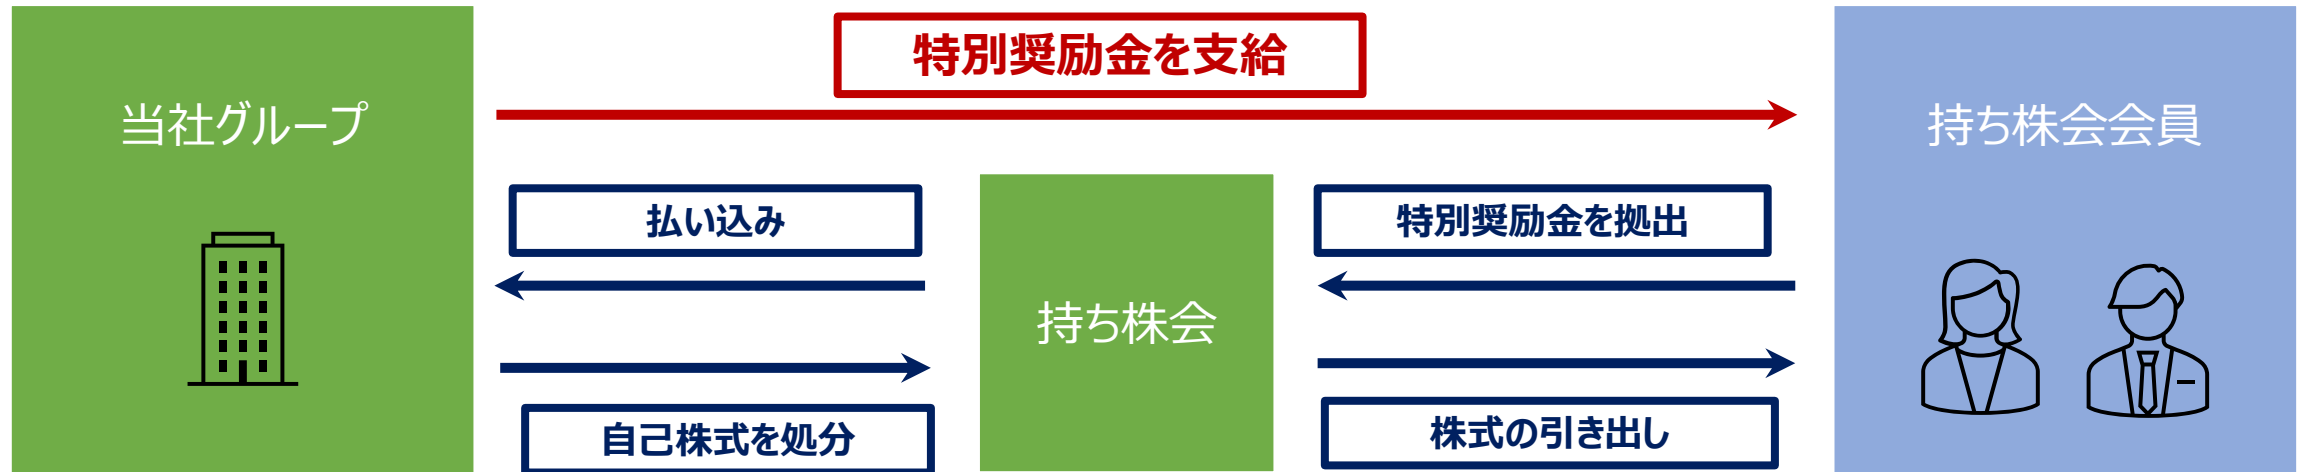 特別奨励金を支給
当社グループ
持ち株会会員
払い込み
特別奨励金を拠出
持ち株会
自己株式を処分
株式の引き出し